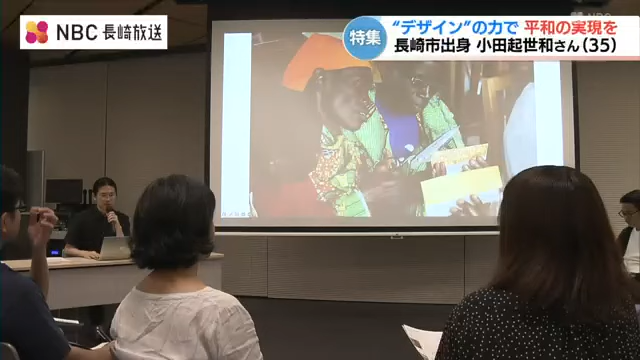 NBC 長崎放送
特集
“デザイン”の力で 平和の実現を
長崎市出身 小田起世和さん(35)